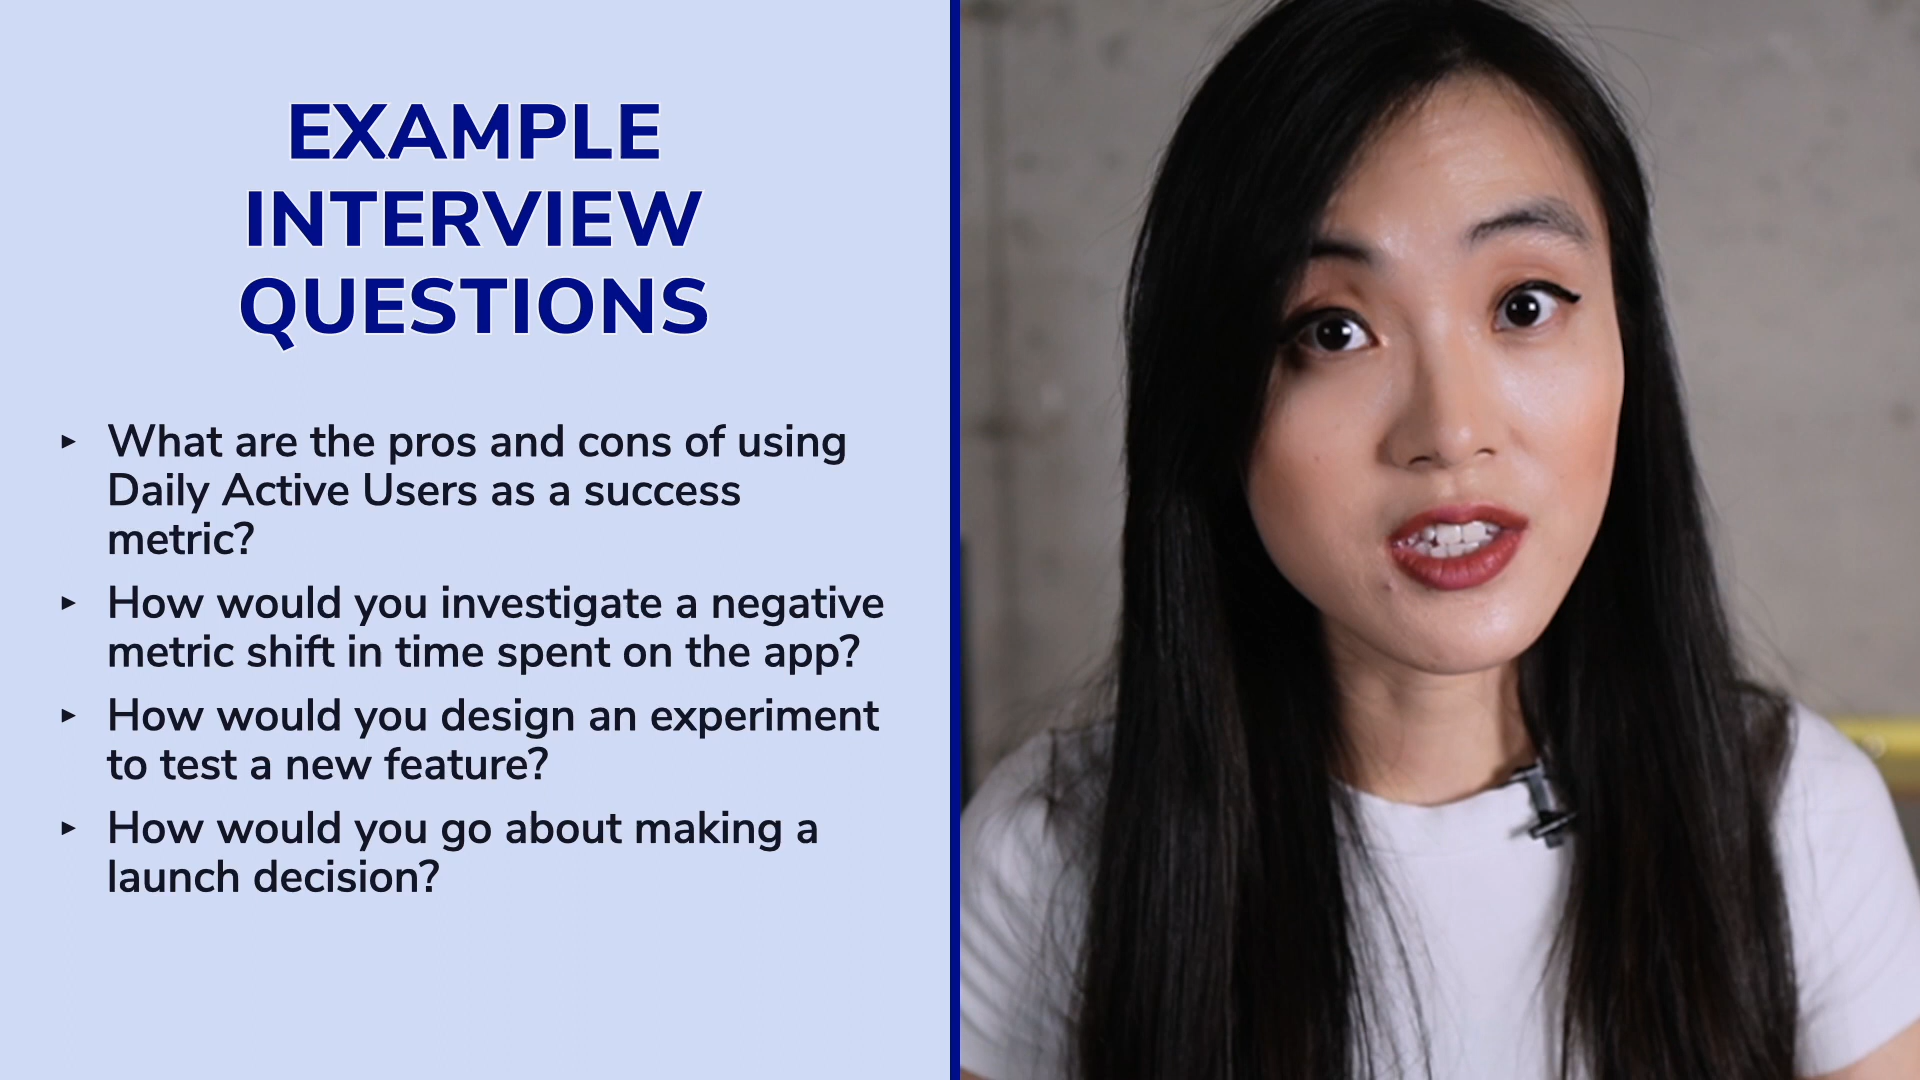 EXAMPLE
INTERVIEW
QUESTIONS
‣ What are the pros and cons of using
Daily Active Users as a success
metric?
‣ How would you investigate a negative
metric shift in time spent on the app?
‣ How would you design an experiment
to test a new feature?
‣ How would you go about making a
launch decision?